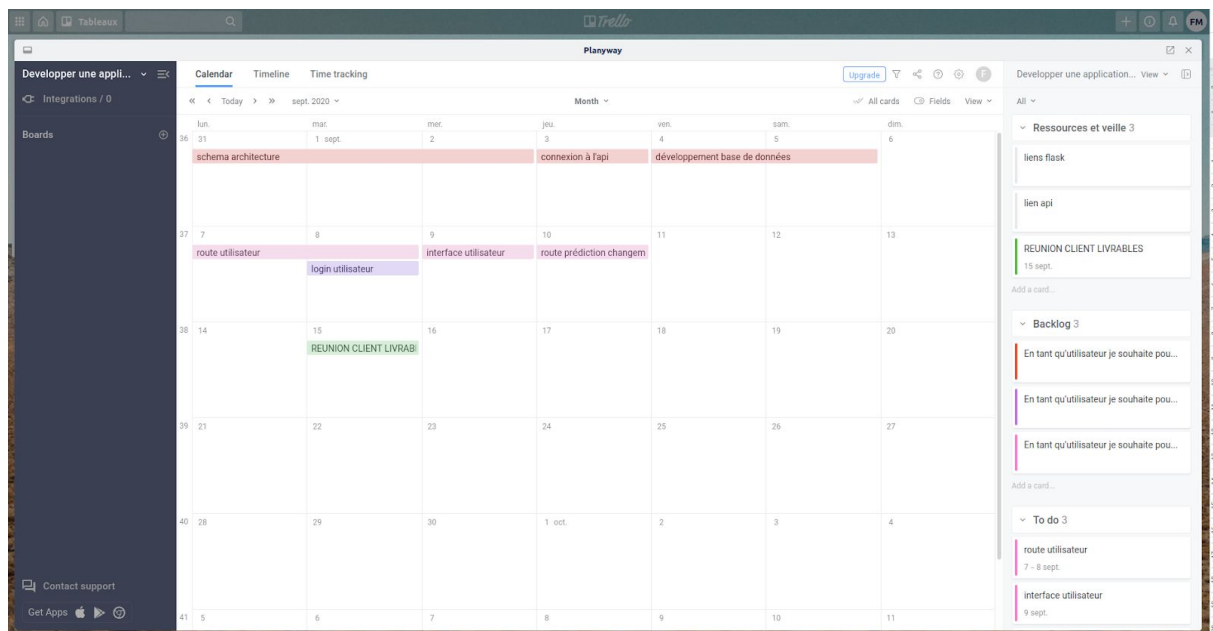 Tableaux
Trello
FM
Planyway
Developper une appli...
Integrations / 0
Boards
Contact support
Get Apps
Calendar Timeline Time tracking
Upgrade
F
Today sept. 2020
Month
All cards Fields View
lun. mar. mer. jeu. ven. sam. dim.
36 31 1 sept. 2 3 4 5 6
schema architecture connexion à l'api développement base de données
37 7 8 9 10 11 12 13
route utilisateur interface utilisateur route prédiction changem
login utilisateur
38 14 15 16 17 18 19 20
REUNION CLIENT LIVRABI
39 21 22 23 24 25 26 27
40 28 29 30 1 oct. 2 3 4
41 5 6 7 8 9 10 11
Developper une application... View
All
Ressources et veille 3
liens flask
lien api
REUNION CLIENT LIVRABLES
15 sept.
Add a card...
Backlog 3
En tant qu'utilisateur je souhaite pou...
En tant qu'utilisateur je souhaite pou...
En tant qu'utilisateur je souhaite pou...
Add a card...
To do 3
route utilisateur
7 - 8 sept.
interface utilisateur
9 sept.